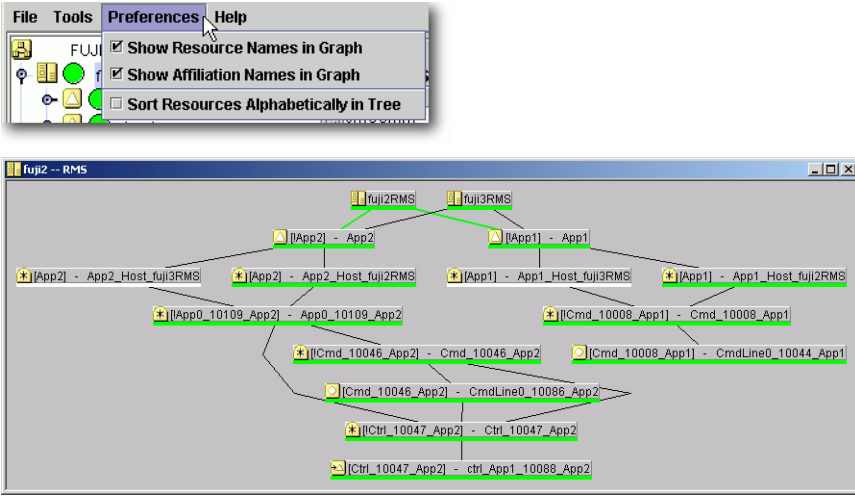 File Tools Preferences Help
FUJI
Show Resource Names in Graph
Show Affiliation Names in Graph
Sort Resources Alphabetically in Tree
fuji2 -- RMS
fuji2RMS fuji3RMS
[!App2] - App2 [!App1] - App1
[App2] - App2_Host_fuji3RMS [App2] - App2_Host_fuji2RMS [App1] - App1_Host_fuji3RMS [App1] - App1_Host_fuji2RMS
[!App0_10109_App2] - App0_10109_App2 [!Cmd_10008_App1] - Cmd_10008_App1
[!Cmd_10046_App2] - Cmd_10046_App2 [Cmd_10008_App1] - CmdLine0_10044_App1
[Cmd_10046_App2] - CmdLine0_10086_App2
[!Ctrl_10047_App2] - Ctrl_10047_App2
[Ctrl_10047_App2] - ctrl_App1_10088_App2